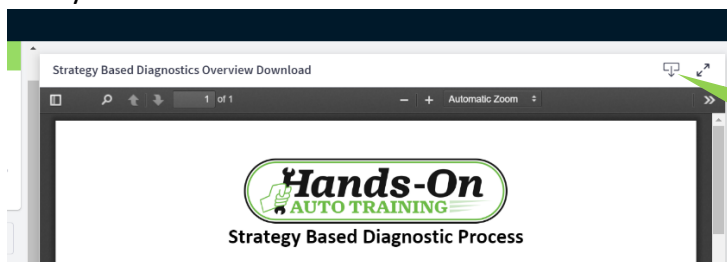 Strategy Based Diagnostics Overview Download
1 of 1 Automatic Zoom
Hands-On
AUTO TRAINING
Strategy Based Diagnostic Process